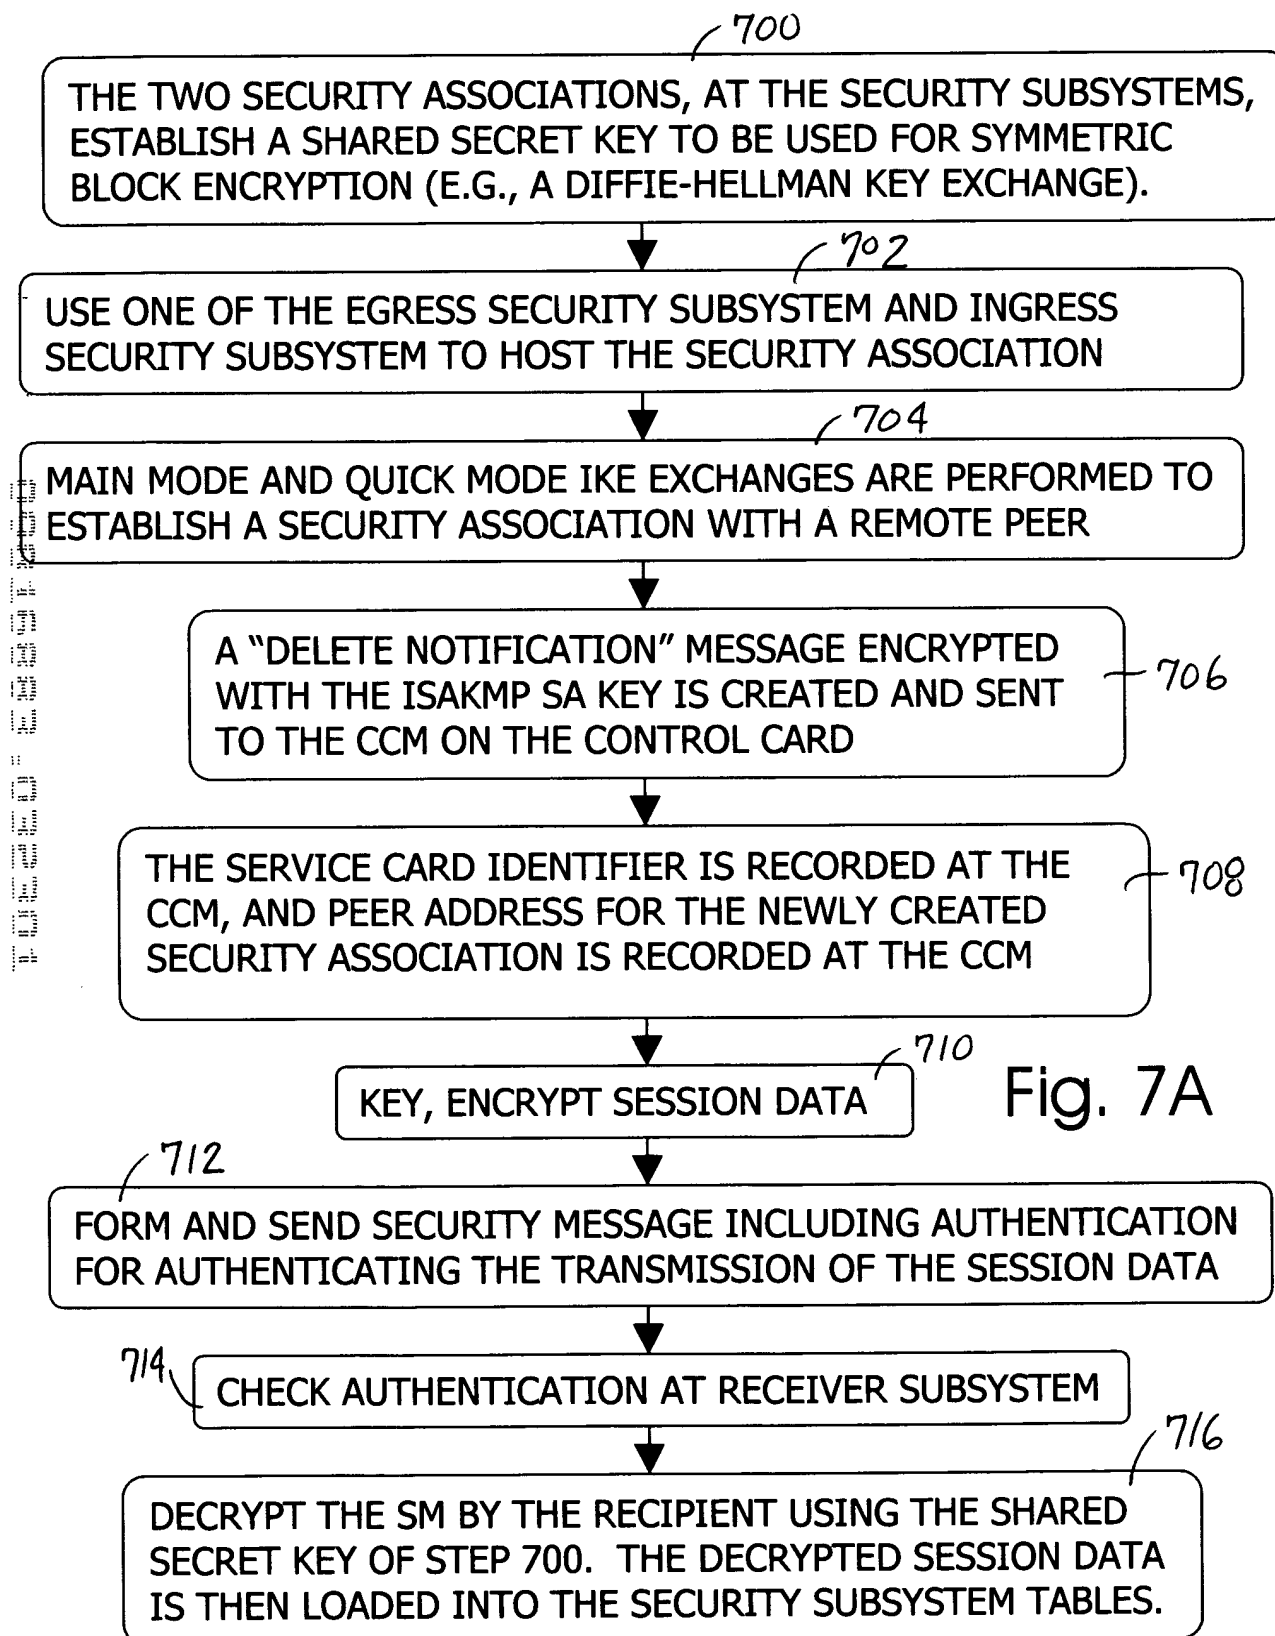 700
THE TWO SECURITY ASSOCIATIONS, AT THE SECURITY SUBSYSTEMS,
ESTABLISH A SHARED SECRET KEY TO BE USED FOR SYMMETRIC
BLOCK ENCRYPTION (E.G., A DIFFIE-HELLMAN KEY EXCHANGE).
702
USE ONE OF THE EGRESS SECURITY SUBSYSTEM AND INGRESS
SECURITY SUBSYSTEM TO HOST THE SECURITY ASSOCIATION
704
MAIN MODE AND QUICK MODE IKE EXCHANGES ARE PERFORMED TO
ESTABLISH A SECURITY ASSOCIATION WITH A REMOTE PEER
A “DELETE NOTIFICATION” MESSAGE ENCRYPTED
WITH THE ISAKMP SA KEY IS CREATED AND SENT
TO THE CCM ON THE CONTROL CARD
706
THE SERVICE CARD IDENTIFIER IS RECORDED AT THE
CCM, AND PEER ADDRESS FOR THE NEWLY CREATED
SECURITY ASSOCIATION IS RECORDED AT THE CCM
708
710
KEY, ENCRYPT SESSION DATA
Fig. 7A
712
FORM AND SEND SECURITY MESSAGE INCLUDING AUTHENTICATION
FOR AUTHENTICATING THE TRANSMISSION OF THE SESSION DATA
714
CHECK AUTHENTICATION AT RECEIVER SUBSYSTEM
716
DECRYPT THE SM BY THE RECIPIENT USING THE SHARED
SECRET KEY OF STEP 700. THE DECRYPTED SESSION DATA
IS THEN LOADED INTO THE SECURITY SUBSYSTEM TABLES.